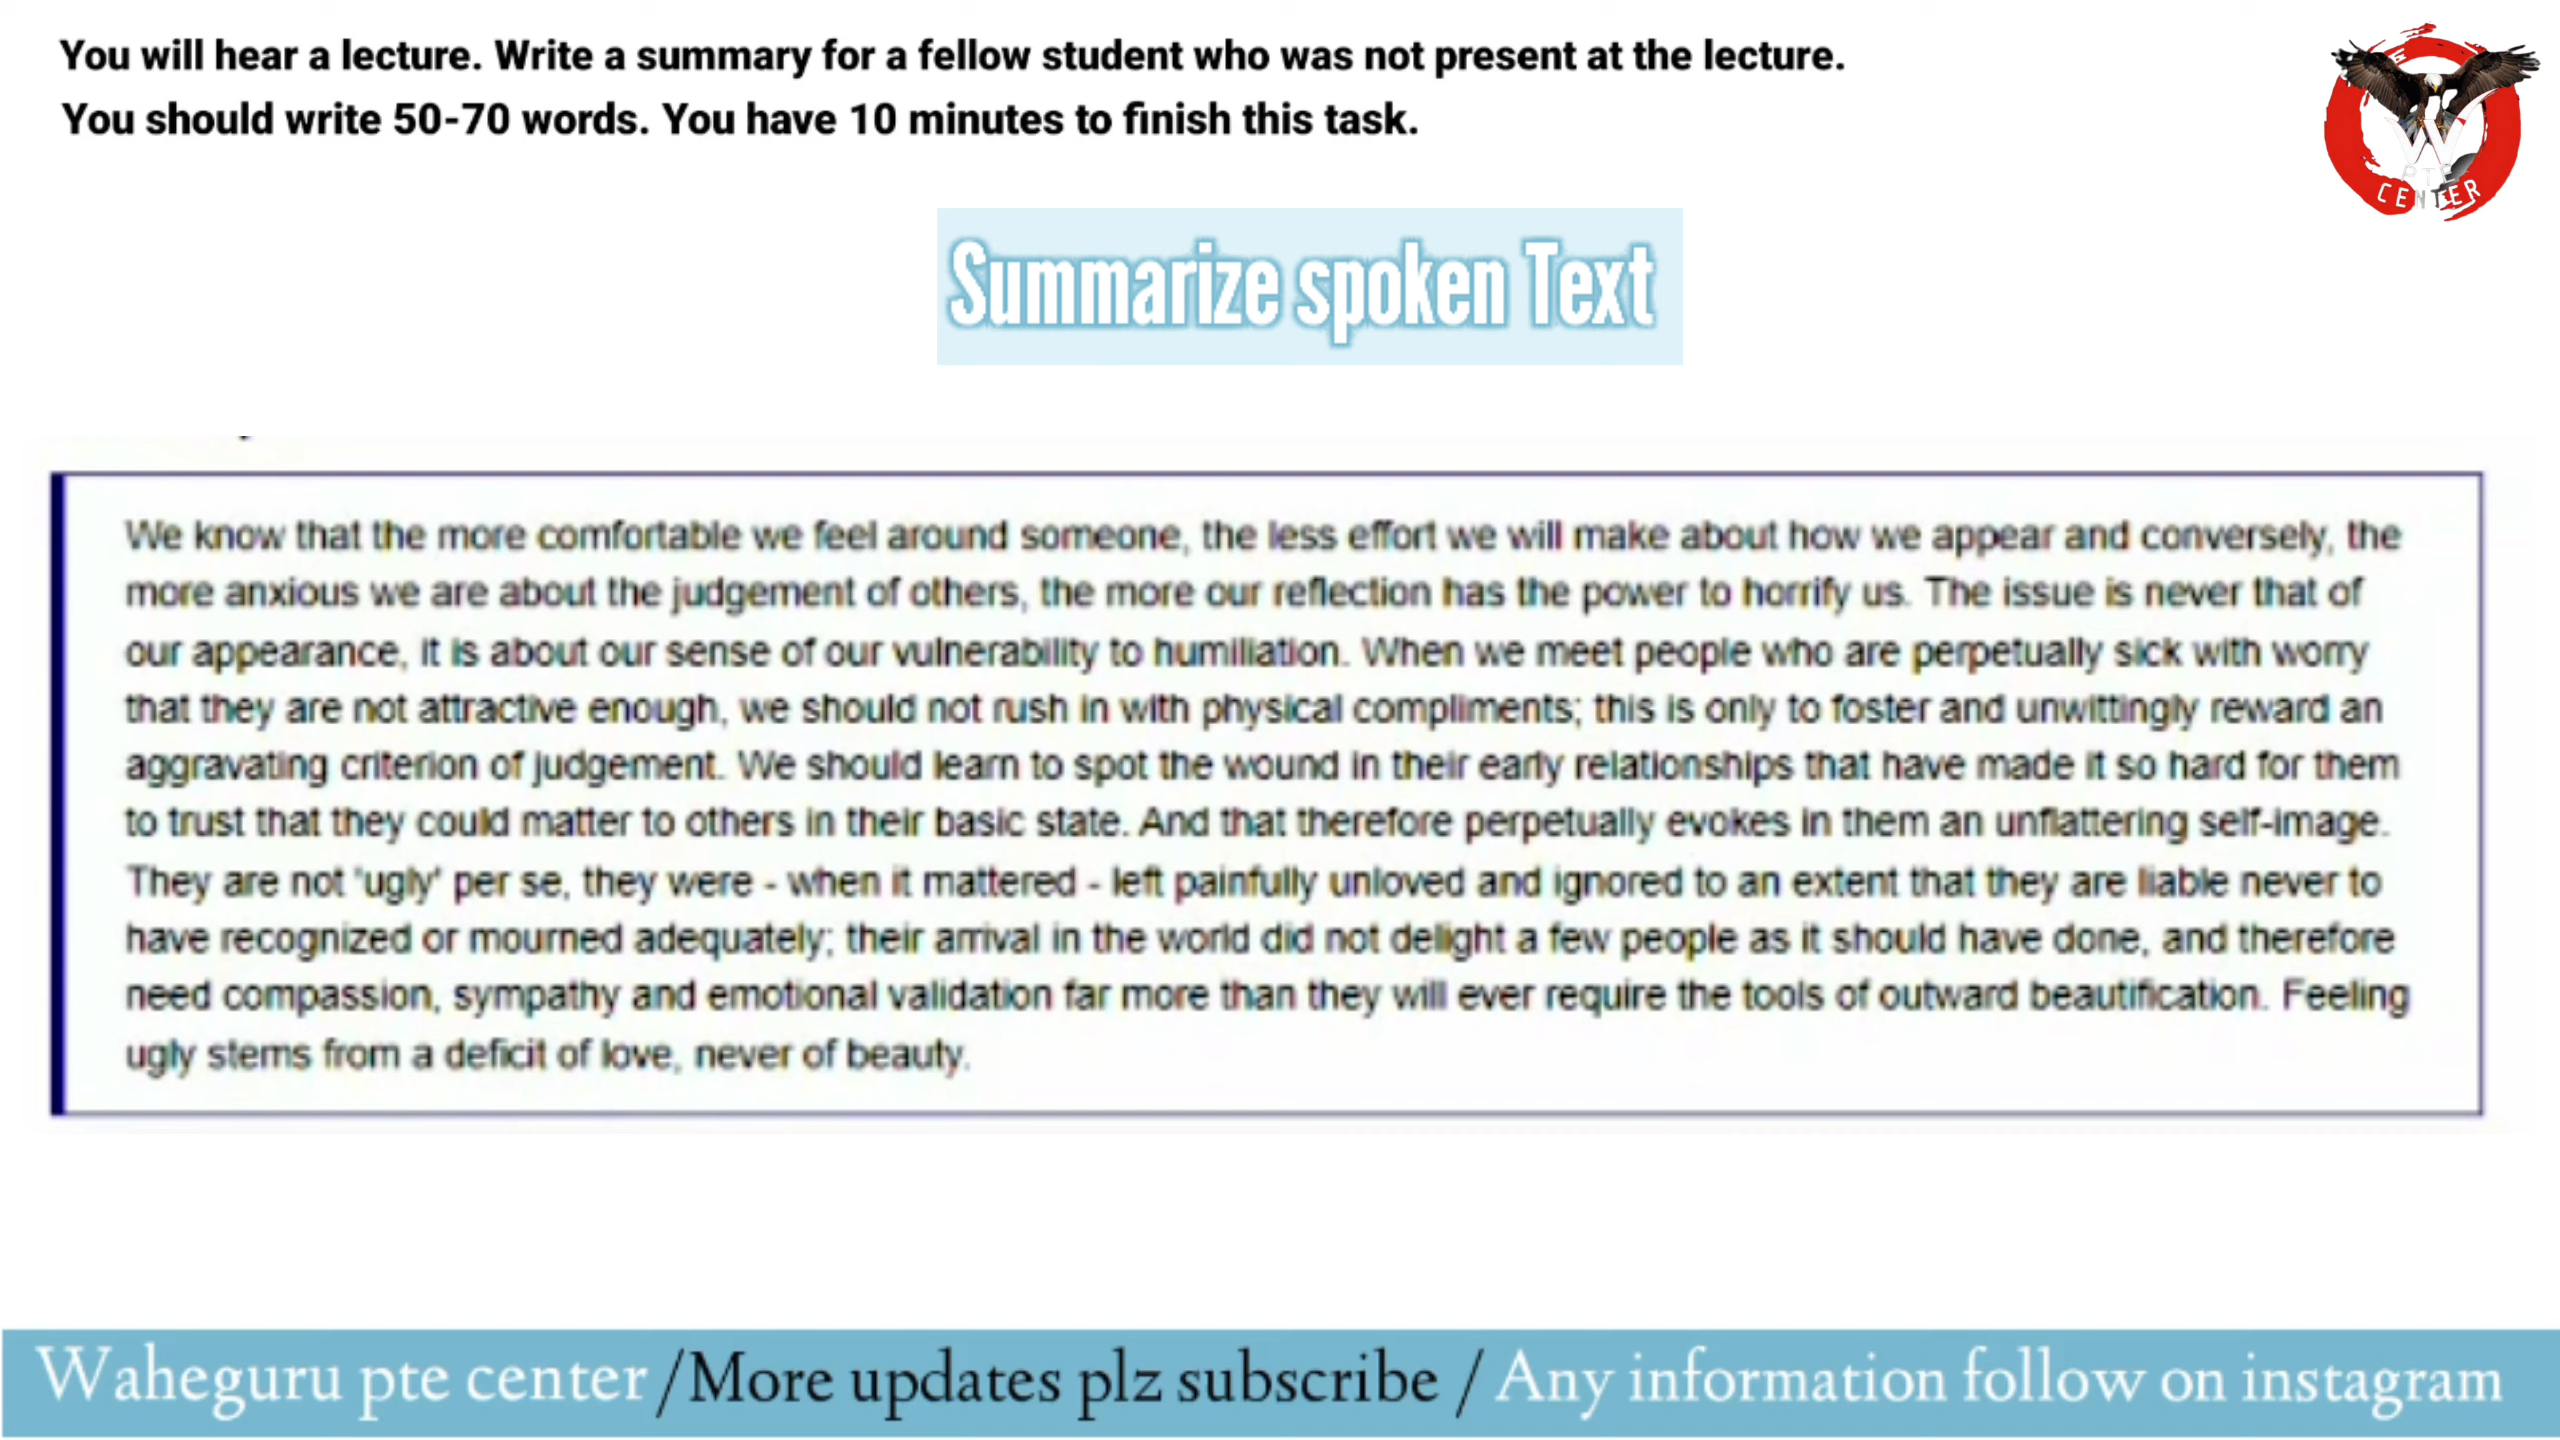 You will hear a lecture. Write a summary for a fellow student who was not present at the lecture.
You should write 50-70 words. You have 10 minutes to finish this task.
W
PTE
CENTER
Summarize spoken Text
We know that the more comfortable we feel around someone, the less effort we will make about how we appear and conversely, the
more anxious we are about the judgement of others, the more our reflection has the power to horrify us. The issue is never that of
our appearance, it is about our sense of our vulnerability to humiliation. When we meet people who are perpetually sick with worry
that they are not attractive enough, we should not rush in with physical compliments; this is only to foster and unwittingly reward an
aggravating criterion of judgement. We should learn to spot the wound in their early relationships that have made it so hard for them
to trust that they could matter to others in their basic state. And that therefore perpetually evokes in them an unflattering self-image.
They are not 'ugly' per se, they were - when it mattered - left painfully unloved and ignored to an extent that they are liable never to
have recognized or mourned adequately; their arrival in the world did not delight a few people as it should have done, and therefore
need compassion, sympathy and emotional validation far more than they will ever require the tools of outward beautification. Feeling
ugly stems from a deficit of love, never of beauty.
Waheguru pte center /More updates plz subscribe / Any information follow on instagram